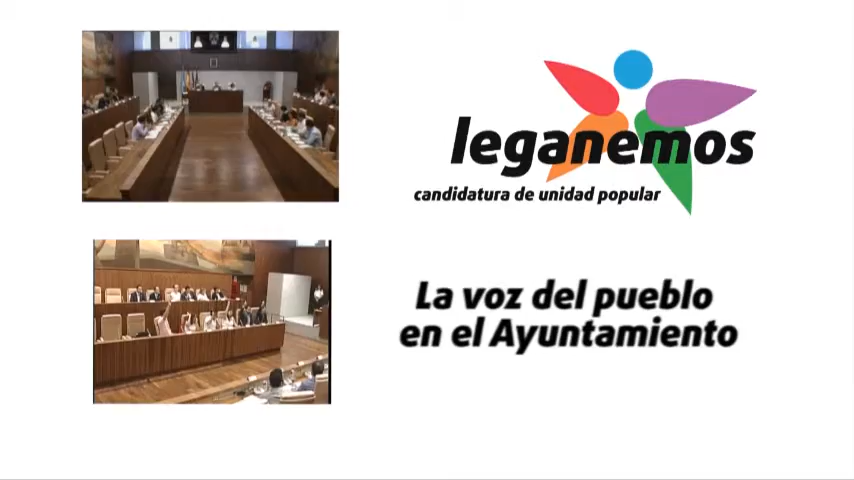 leganemos
candidatura de unidad popular
La voz del pueblo
en el Ayuntamiento